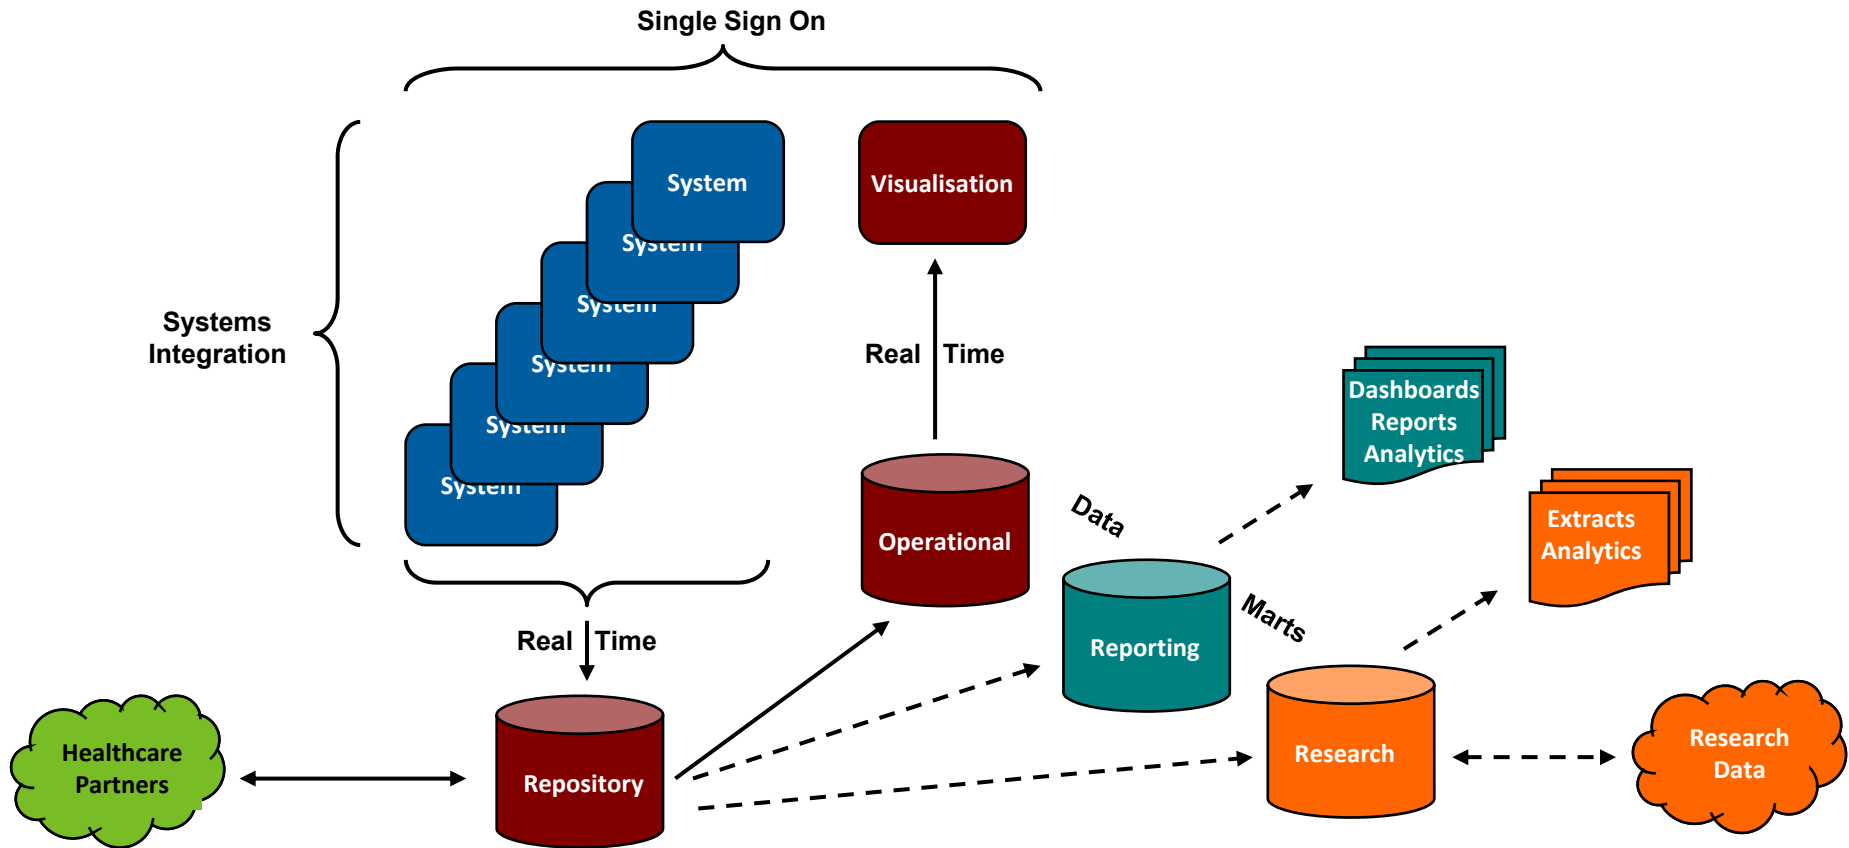 Single Sign On
System
System
System
System
System
System
Visualisation
Systems
Integration
Real Time
Operational
Data
Marts
Dashboards
Reports
Analytics
Extracts
Analytics
Reporting
Real Time
Healthcare
Partners
Repository
Research
Research
Data